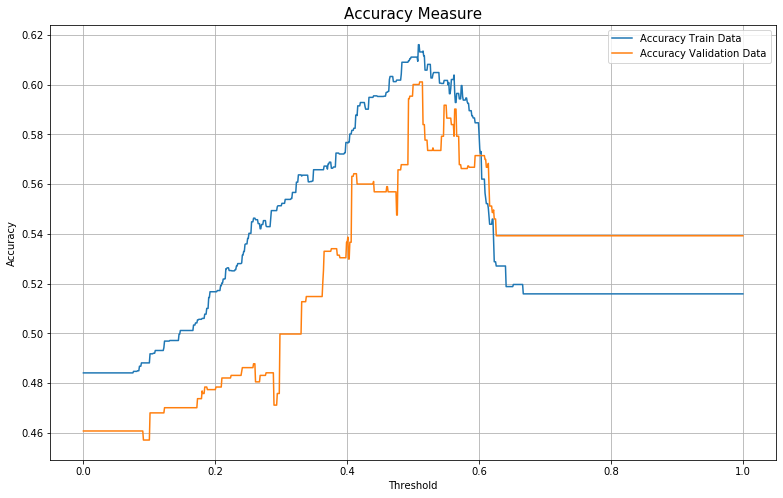 Accuracy Measure
Accuracy Train Data
Accuracy Validation Data
Accuracy
0.62
0.60
0.58
0.56
0.54
0.52
0.50
0.48
0.46
0.0 0.2 0.4 0.6 0.8 1.0
Threshold